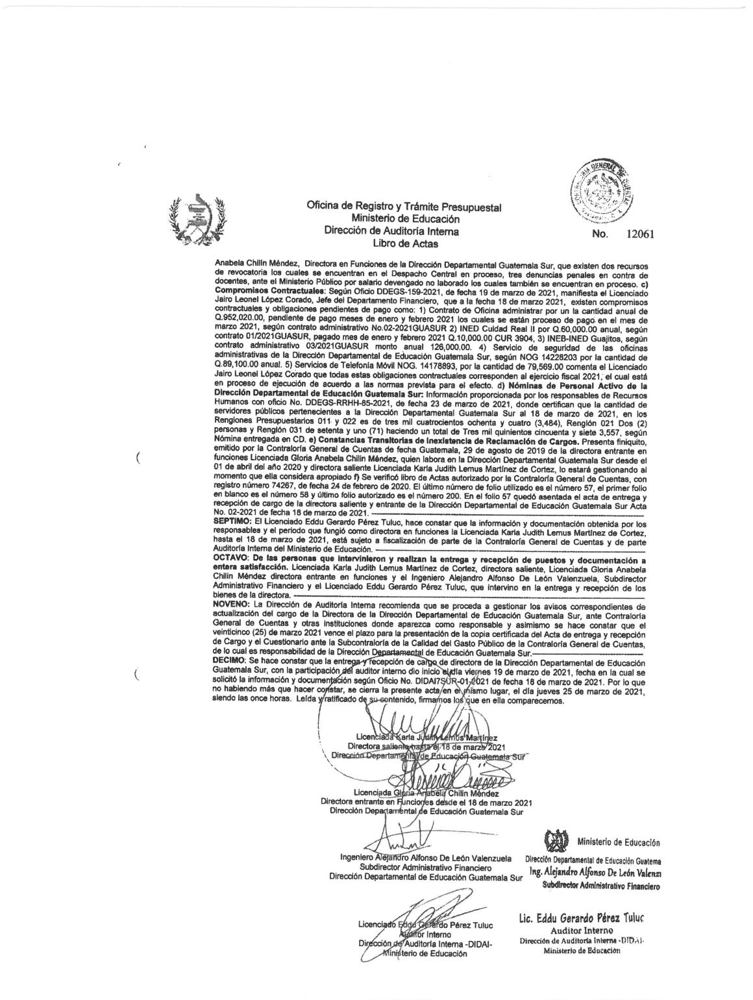 CONTRALORIA GENERAL DE CUENTAS
Oficina de Registro y Trámite Presupuestal
Ministerio de Educación
Dirección de Auditoría Interna
Libro de Actas
No. 12061
Anabela Chilín Méndez, Directora en Funciones de la Dirección Departamental Guatemala Sur, que existen dos recursos
de revocatoria los cuales se encuentran en el Despacho Central en proceso, tres denuncias penales en contra de
docentes, ante el Ministerio Público por salario devengado no laborado los cuales también se encuentran en proceso. c)
Compromisos Contractuales: Según Oficio DDEGS-159-2021, de fecha 19 de marzo de 2021, manifiesta el Licenciado
Jairo Leonel López Corado, Jefe del Departamento Financiero, que a la fecha 18 de marzo 2021, existen compromisos
contractuales y obligaciones pendientes de pago como: 1) Contrato de Oficina administrar por un la cantidad anual de
Q.952,020.00, pendiente de pago meses de enero y febrero 2021 los cuales se están proceso de pago en el mes de
marzo 2021, según contrato administrativo No.02-2021GUASUR 2) INED Cuidad Real II por Q.60,000.00 anual, según
contrato 01/2021GUASUR, pagado mes de enero y febrero 2021 Q.10,000.00 CUR 3904, 3) INEB-INED Guajitos, según
contrato administrativo 03/2021GUASUR monto anual 126,000.00. 4) Servicio de seguridad de las oficinas
administrativas de la Dirección Departamental de Educación Guatemala Sur, según NOG 14228203 por la cantidad de
Q.89,100.00 anual. 5) Servicios de Telefonía Móvil NOG. 14178893, por la cantidad de 79,569.00 comenta el Licenciado
Jairo Leonel López Corado que todas estas obligaciones contractuales corresponden al ejercicio fiscal 2021, el cual está
en proceso de ejecución de acuerdo a las normas prevista para el efecto. d) Nóminas de Personal Activo de la
Dirección Departamental de Educación Guatemala Sur: Información proporcionada por los responsables de Recursos
Humanos con oficio No. DDEGS-RRHH-85-2021, de fecha 23 de marzo de 2021, donde certifican que la cantidad de
servidores públicos pertenecientes a la Dirección Departamental Guatemala Sur al 18 de marzo de 2021, en los
Renglones Presupuestarios 011 y 022 es de tres mil cuatrocientos ochenta y cuatro (3,484), Renglón 021 Dos (2)
personas y Renglón 031 de setenta y uno (71) haciendo un total de Tres mil quinientos cincuenta y siete 3,557, según
Nómina entregada en CD. e) Constancias Transitorias de Inexistencia de Reclamación de Cargos. Presenta finiquito,
emitido por la Contraloría General de Cuentas de fecha Guatemala, 29 de agosto de 2019 de la directora entrante en
funciones Licenciada Gloria Anabela Chilin Méndez, quien labora en la Dirección Departamental Guatemala Sur desde el
01 de abril del año 2020 y directora saliente Licenciada Karla Judith Lemus Martínez de Cortez, lo estará gestionando al
momento que ella considera apropiado f) Se verificó libro de Actas autorizado por la Contraloría General de Cuentas, con
registro número 74267, de fecha 24 de febrero de 2020. El último número de folio utilizado es el número 57, el primer folio
en blanco es el número 58 y último folio autorizado es el número 200. En el folio 57 quedó asentada el acta de entrega y
recepción de cargo de la directora saliente y entrante de la Dirección Departamental de Educación Guatemala Sur Acta
No. 02-2021 de fecha 18 de marzo de 2021.
SEPTIMO: El Licenciado Eddu Gerardo Pérez Tuluc, hace constar que la información y documentación obtenida por los
responsables y el periodo que fungió como directora en funciones la Licenciada Karla Judith Lemus Martínez de Cortez,
hasta el 18 de marzo de 2021, está sujeto a fiscalización de parte de la Contraloría General de Cuentas y de parte
Auditoría Interna del Ministerio de Educación.
OCTAVO: De las personas que intervinieron y realizan la entrega y recepción de puestos y documentación a
entera satisfacción. Licenciada Karla Judith Lemus Martínez de Cortez, directora saliente, Licenciada Gloria Anabela
Chilin Méndez directora entrante en funciones y el Ingeniero Alejandro Alfonso De León Valenzuela, Subdirector
Administrativo Financiero y el Licenciado Eddu Gerardo Pérez Tuluc, que intervino en la entrega y recepción de los
bienes de la directora.
NOVENO: La Dirección de Auditoría Interna recomienda que se proceda a gestionar los avisos correspondientes de
actualización del cargo de la Directora de la Dirección Departamental de Educación Guatemala Sur, ante Contraloría
General de Cuentas y otras instituciones donde aparezca como responsable y asimismo se hace constar que el
veinticinco (25) de marzo 2021 vence el plazo para la presentación de la copia certificada del Acta de entrega y recepción
de Cargo y el Cuestionario ante la Subcontraloría de la Calidad del Gasto Público de la Contraloría General de Cuentas,
de lo cual es responsabilidad de la Dirección Departamental de Educación Guatemala Sur.
DECIMO: Se hace constar que la entrega y recepción de cargo de directora de la Dirección Departamental de Educación
Guatemala Sur, con la participación del auditor interno dio inicio el día viernes 19 de marzo de 2021, fecha en la cual se
solicitó la información y documentación según Oficio No. DIDAI7SUR-01-2021 de fecha 18 de marzo de 2021. Por lo que
no habiendo más que hacer constar, se cierra la presente acta en el mismo lugar, el día jueves 25 de marzo de 2021,
siendo las once horas. Leída y ratificado de su contenido, firmamos los que en ella comparecemos.
Licenciada Karla Judith Lemus Martínez
Directora saliente hasta el 18 de marzo 2021
Dirección Departamental de Educación Guatemala Sur
Licenciada Gloria Anabela Chilin Méndez
Directora entrante en Funciones desde el 18 de marzo 2021
Dirección Departamental de Educación Guatemala Sur
Ingeniero Alejandro Alfonso De León Valenzuela
Subdirector Administrativo Financiero
Dirección Departamental de Educación Guatemala Sur
Ministerio de Educación
Dirección Departamental de Educación Guatema
Ing. Alejandro Alfonso De León Valenz
Subdirector Administrativo Financiero
Licenciado Eddu Gerardo Pérez Tuluc
Auditor Interno
Dirección de Auditoría Interna -DIDAI-
Ministerio de Educación
Lic. Eddu Gerardo Pérez Tuluc
Auditor Interno
Dirección de Auditoría Interna -DIDAI-
Ministerio de Educación